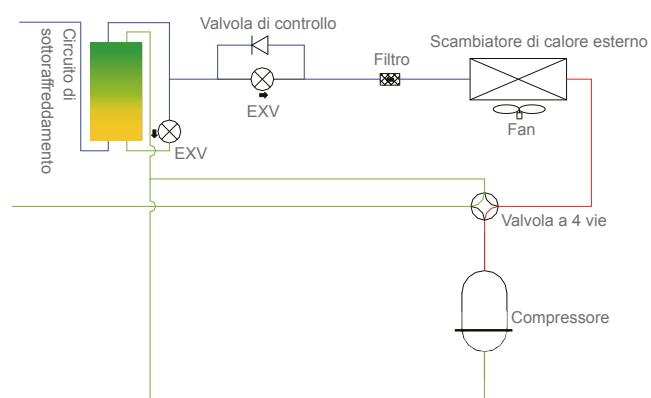 Valvola di controllo
Circuito di
sottoraffreddamento
Filtro
Scambiatore di calore esterno
EXV
Fan
EXV
Valvola a 4 vie
Compressore